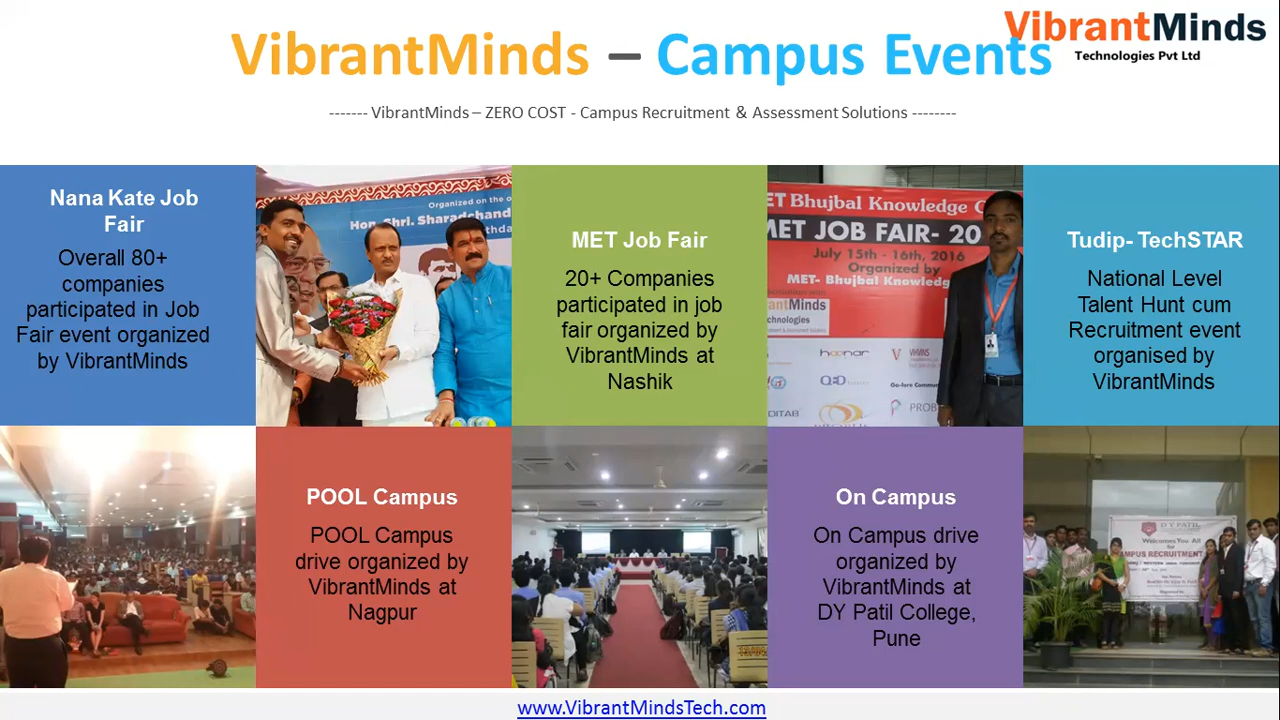 VibrantMinds – Campus Events
VibrantMinds
Technologies Pvt Ltd
------- VibrantMinds – ZERO COST - Campus Recruitment & Assessment Solutions --------
Nana Kate Job
Fair
Overall 80+
companies
participated in Job
Fair event organized
by VibrantMinds
Organized on the o
Hon. Shri. Sharadchand
MET Job Fair
20+ Companies
participated in job
fair organized by
VibrantMinds at
Nashik
ET Bhujbal Knowledge C
MET JOB FAIR- 20
July 15th - 16th, 2016
Organized by
MET- Bhujbal Knowledg
rantMinds
hnologies
Tudip- TechSTAR
National Level
Talent Hunt cum
Recruitment event
organised by
VibrantMinds
POOL Campus
POOL Campus
drive organized by
VibrantMinds at
Nagpur
On Campus
On Campus drive
organized by
VibrantMinds at
DY Patil College,
Pune
D Y PATIL
Welcomes You All
for
AMPUS RECRUITMENT
www.VibrantMindsTech.com